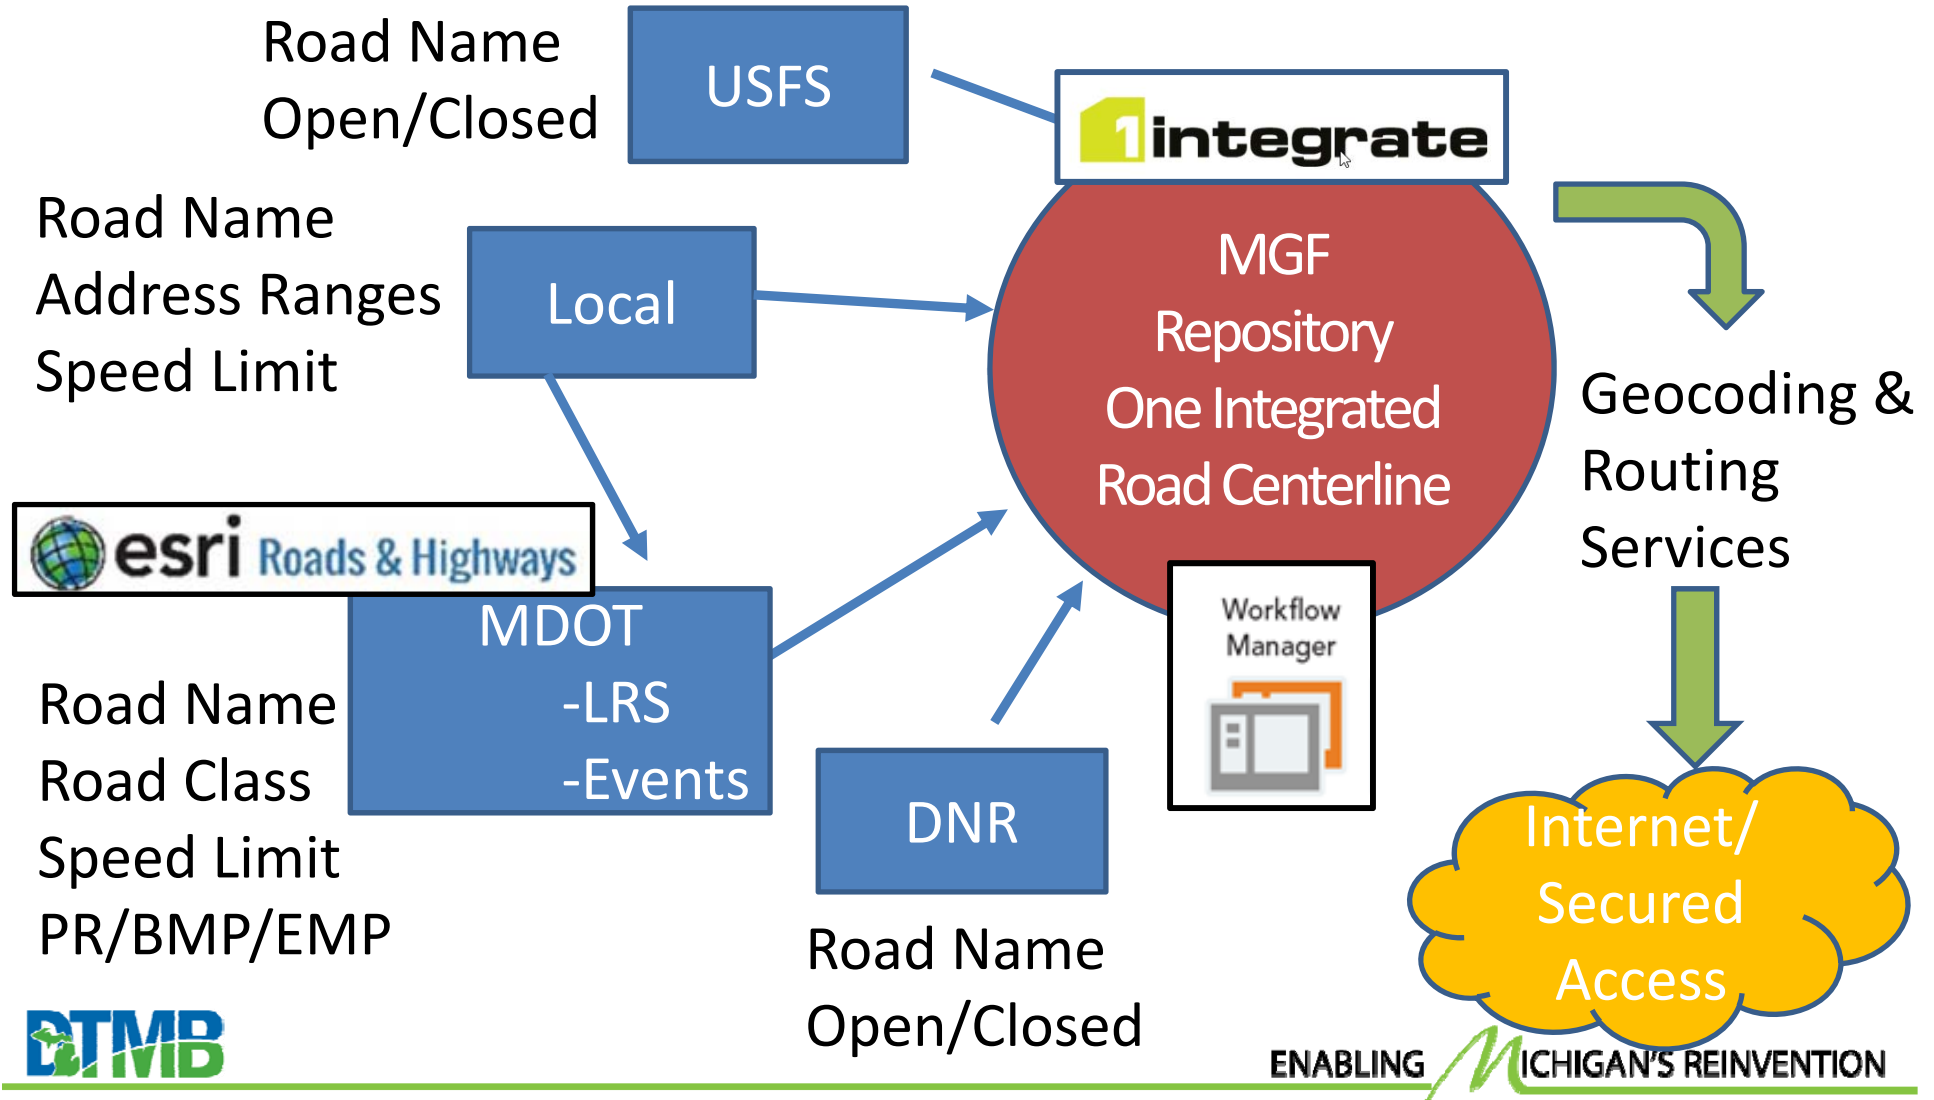 Road Name
Open/Closed
USFS
1integrate
Road Name
Address Ranges
Speed Limit
Local
MGF
Repository
One Integrated
Road Centerline
Geocoding &
Routing
Services
esri Roads & Highways
MDOT
-LRS
-Events
Road Name
Road Class
Speed Limit
PR/BMP/EMP
Workflow
Manager
DNR
Road Name
Open/Closed
Internet/
Secured
Access
DTMB
ENABLING MICHIGAN'S REINVENTION